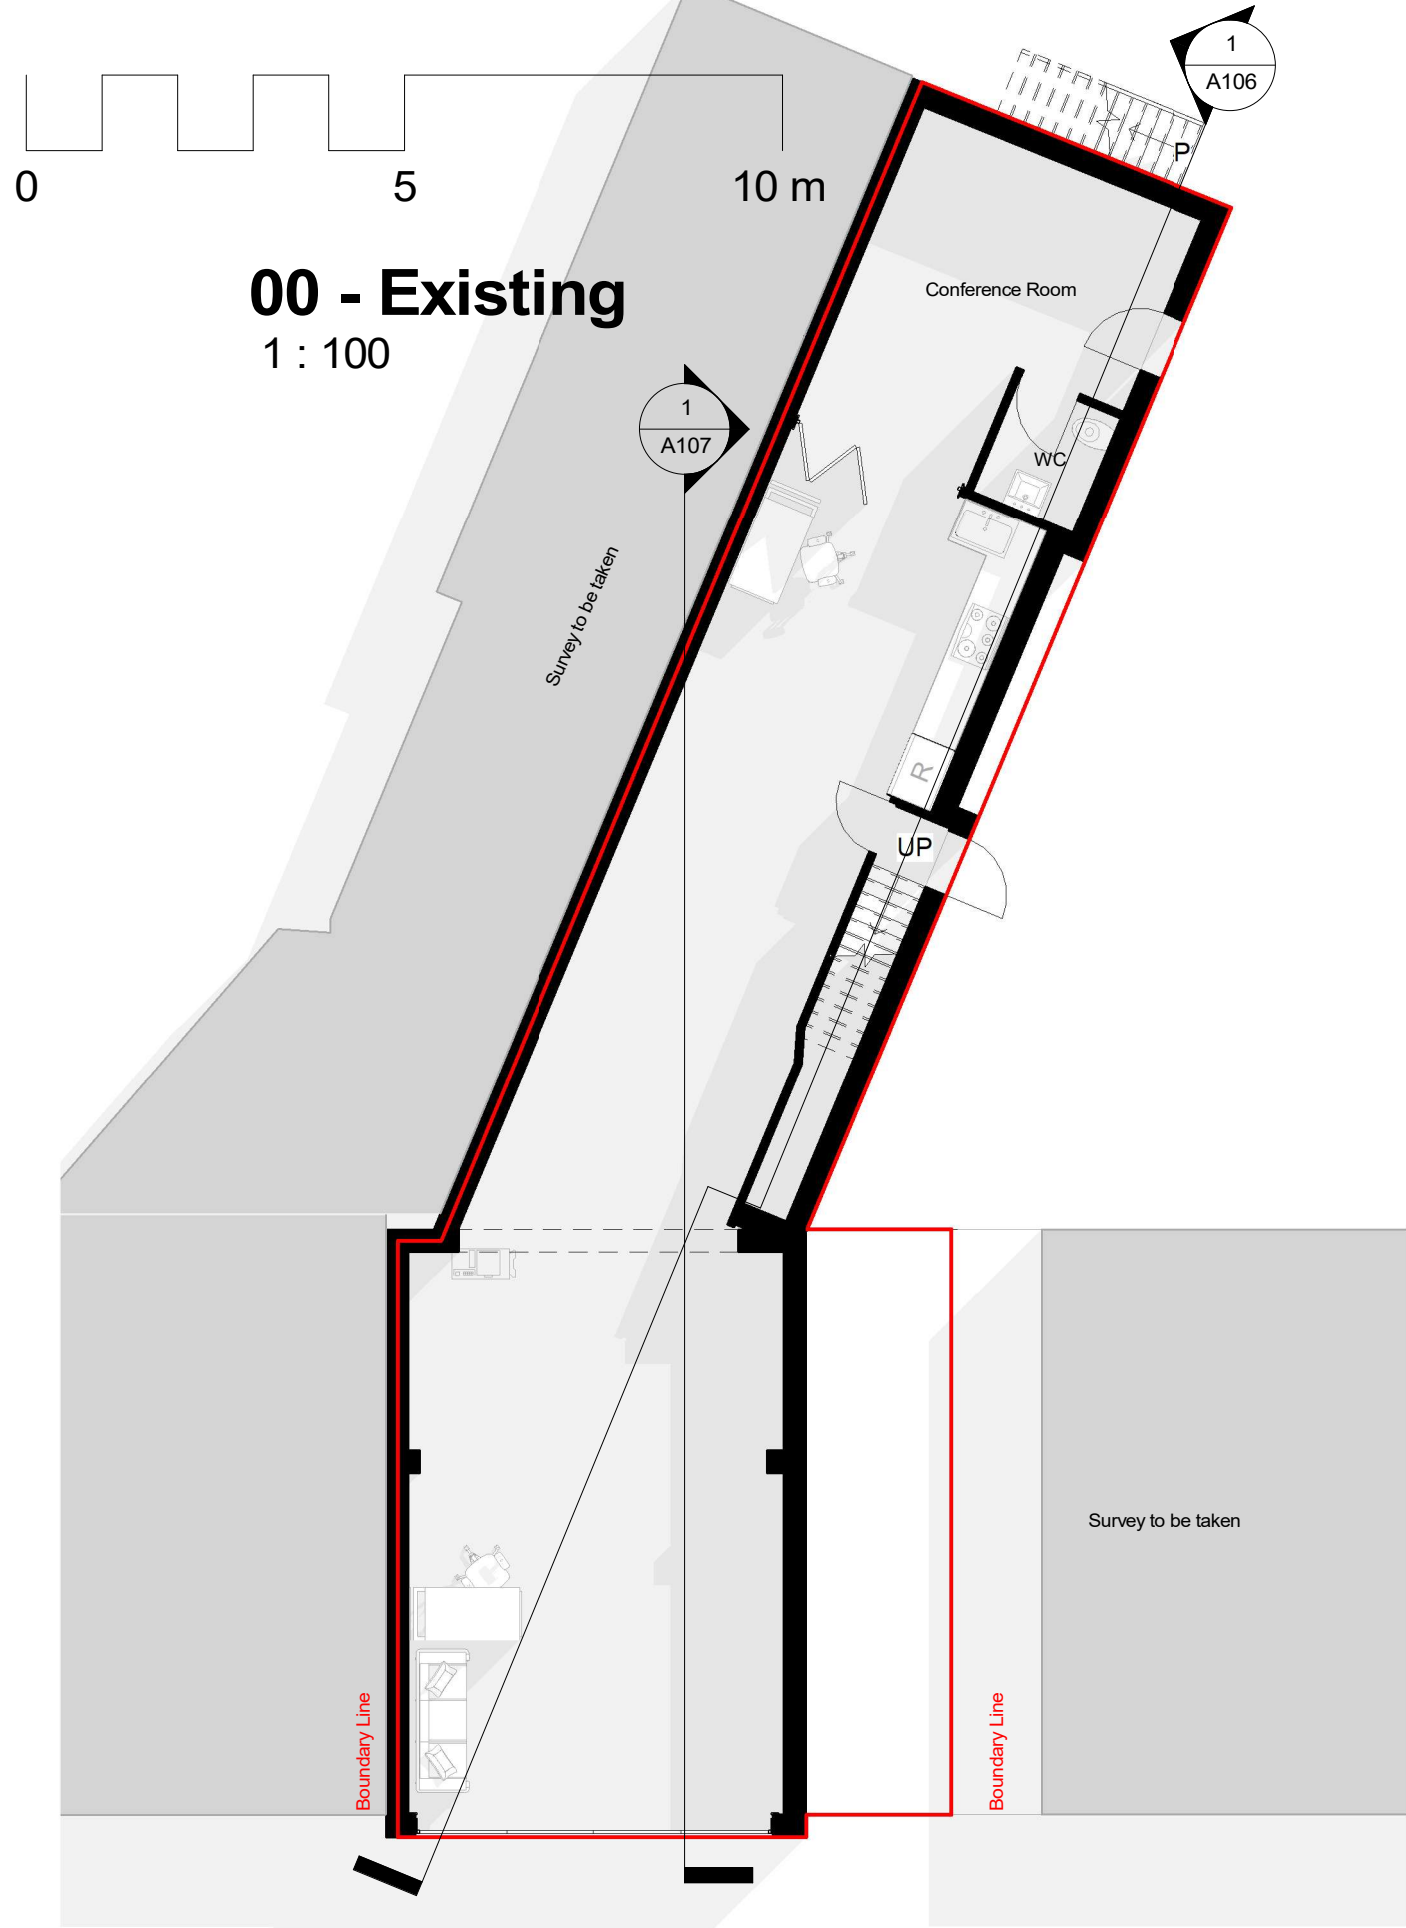 1
A106
P
0 5 10 m
00 - Existing
1 : 100
Conference Room
1
A107
WC
Survey to be taken
R
UP
Survey to be taken
Boundary Line
Boundary Line